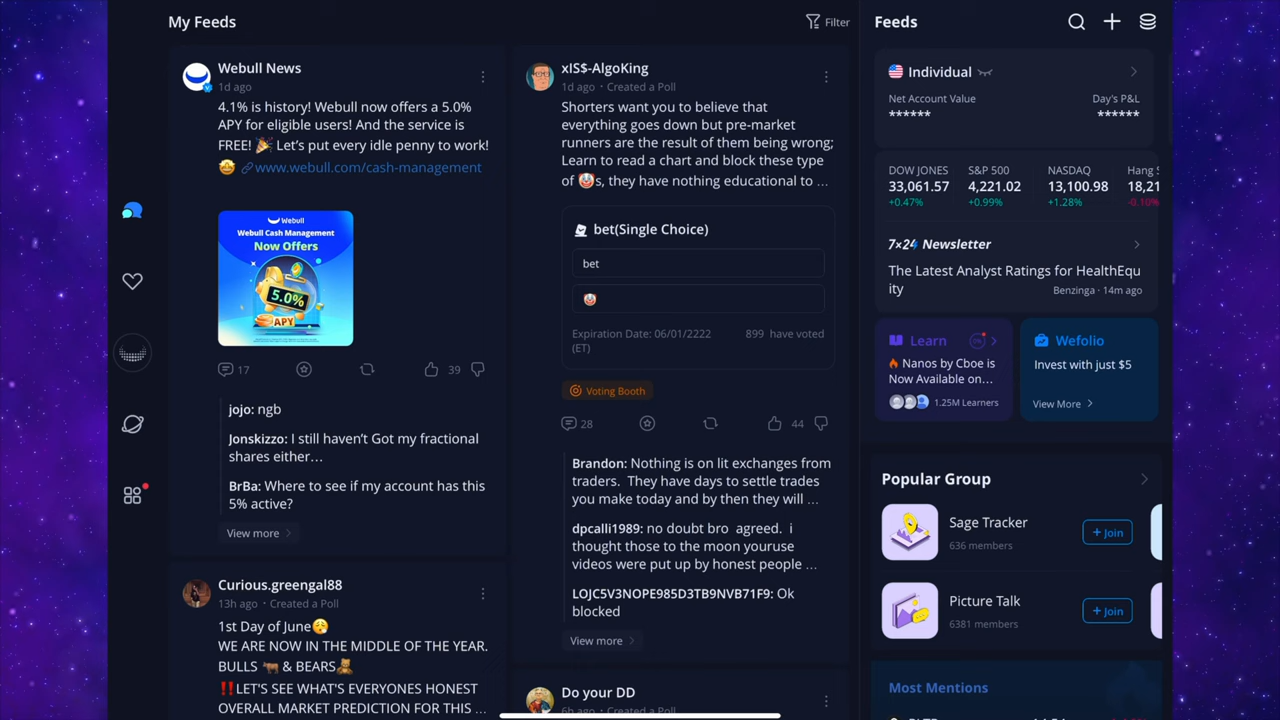 My Feeds
Filter
Webull News
1d ago
4.1% is history! Webull now offers a 5.0%
APY for eligible users! And the service is
FREE! 🎉 Let's put every idle penny to work!
🤩 www.webull.com/cash-management
Webull
Webull Cash Management
Now Offers
5.0%
APY
17
39
jojo: ngb
Jonskizzo: I still haven't Got my fractional
shares either…
BrBa: Where to see if my account has this
5% active?
View more
Curious.greengal88
13h ago • Created a Poll
1st Day of June😚
WE ARE NOW IN THE MIDDLE OF THE YEAR.
BULLS 🐂 & BEARS🧸
‼️LET'S SEE WHAT'S EVERYONES HONEST
OVERALL MARKET PREDICTION FOR THIS ...
xIS$-AlgoKing
1d ago • Created a Poll
Shorters want you to believe that
everything goes down but pre-market
runners are the result of them being wrong;
Learn to read a chart and block these type
of 🤡s, they have nothing educational to ...
bet(Single Choice)
bet
🤡
Expiration Date: 06/01/2222
(ET)
899 have voted
Voting Booth
28
44
Brandon: Nothing is on lit exchanges from
traders. They have days to settle trades
you make today and by then they will ...
dpcalli1989: no doubt bro agreed. i
thought those to the moon youruse
videos were put up by honest people ...
LOJC5V3NOPE985D3TB9NVB71F9: Ok
blocked
View more
Do your DD
6h ago • Created a Poll
Feeds
Individual
Net Account Value
Day's P&L
******
******
DOW JONES
S&P 500
NASDAQ
Hang S
33,061.57
4,221.02
13,100.98
18,21
+0.47%
+0.99%
+1.28%
-0.10%
7×24 Newsletter
The Latest Analyst Ratings for HealthEqu
ity
Benzinga · 14m ago
Learn
0%
🔥 Nanos by Cboe is
Now Available on...
1.25M Learners
Wefolio
Invest with just $5
View More
Popular Group
Sage Tracker
636 members
+ Join
Picture Talk
6381 members
+ Join
Most Mentions